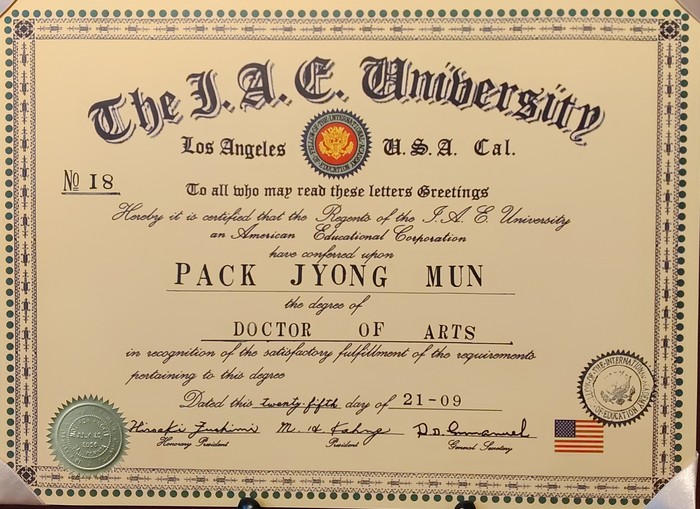 The I.A.E. University
Los Angeles U.S.A. Cal.
No 18
To all who may read these letters Greetings
Hereby it is certified that the Regents of the I. A. E. University
an American Educational Corporation
have conferred upon
PACK JYONG MUN
the degree of
DOCTOR OF ARTS
in recognition of the satisfactory fulfillment of the requirements
pertaining to this degree
Dated this twenty-fifth day of 21-09
Honorary President President General Secretary